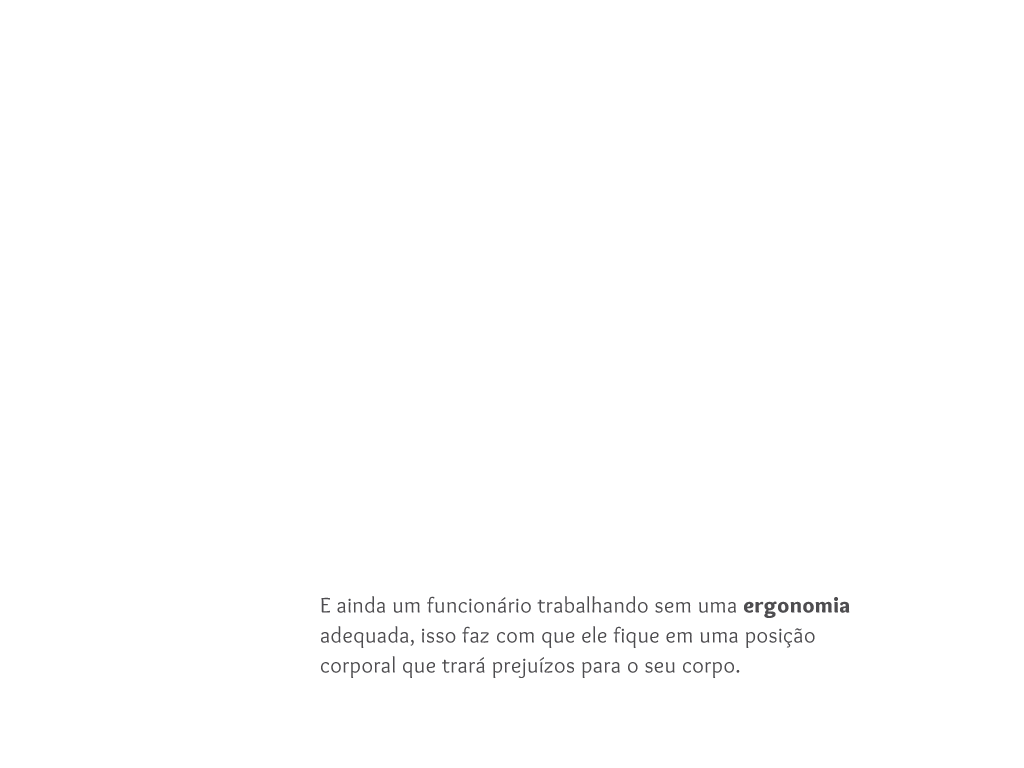 E ainda um funcionário trabalhando sem uma ergonomia
adequada, isso faz com que ele fique em uma posição
corporal que trará prejuízos para o seu corpo.